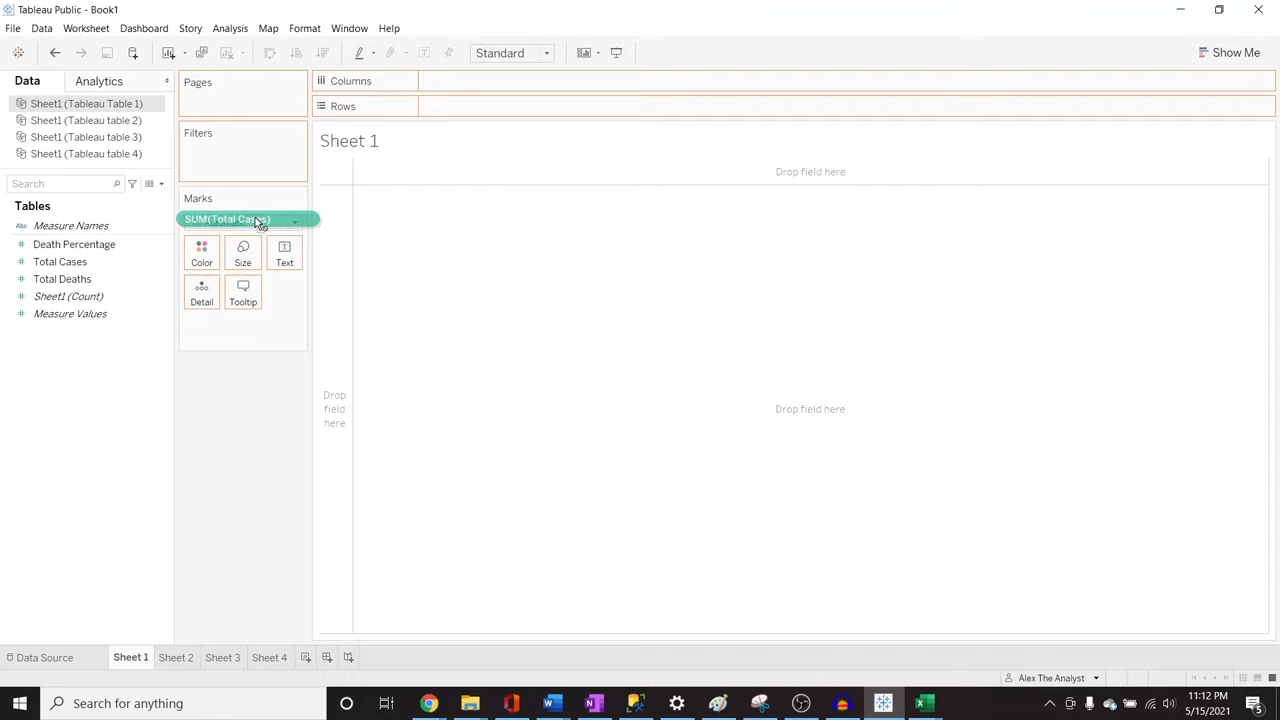 Tableau Public - Book1
File Data Worksheet Dashboard Story Analysis Map Format Window Help
Standard
Show Me
Data Analytics
Pages
Columns
Rows
Sheet1 (Tableau Table 1)
Sheet1 (Tableau table 2)
Sheet1 (Tableau table 3)
Sheet1 (Tableau table 4)
Filters
Sheet 1
Search
Drop field here
Tables
Marks
Abc Measure Names
SUM(Total Cases)
Death Percentage
Total Cases
Total Deaths
Sheet1 (Count)
Measure Values
Color Size Text
Detail Tooltip
Drop
field
here
Drop field here
Data Source Sheet 1 Sheet 2 Sheet 3 Sheet 4
Alex The Analyst
Search for anything
11:12 PM
5/15/2021